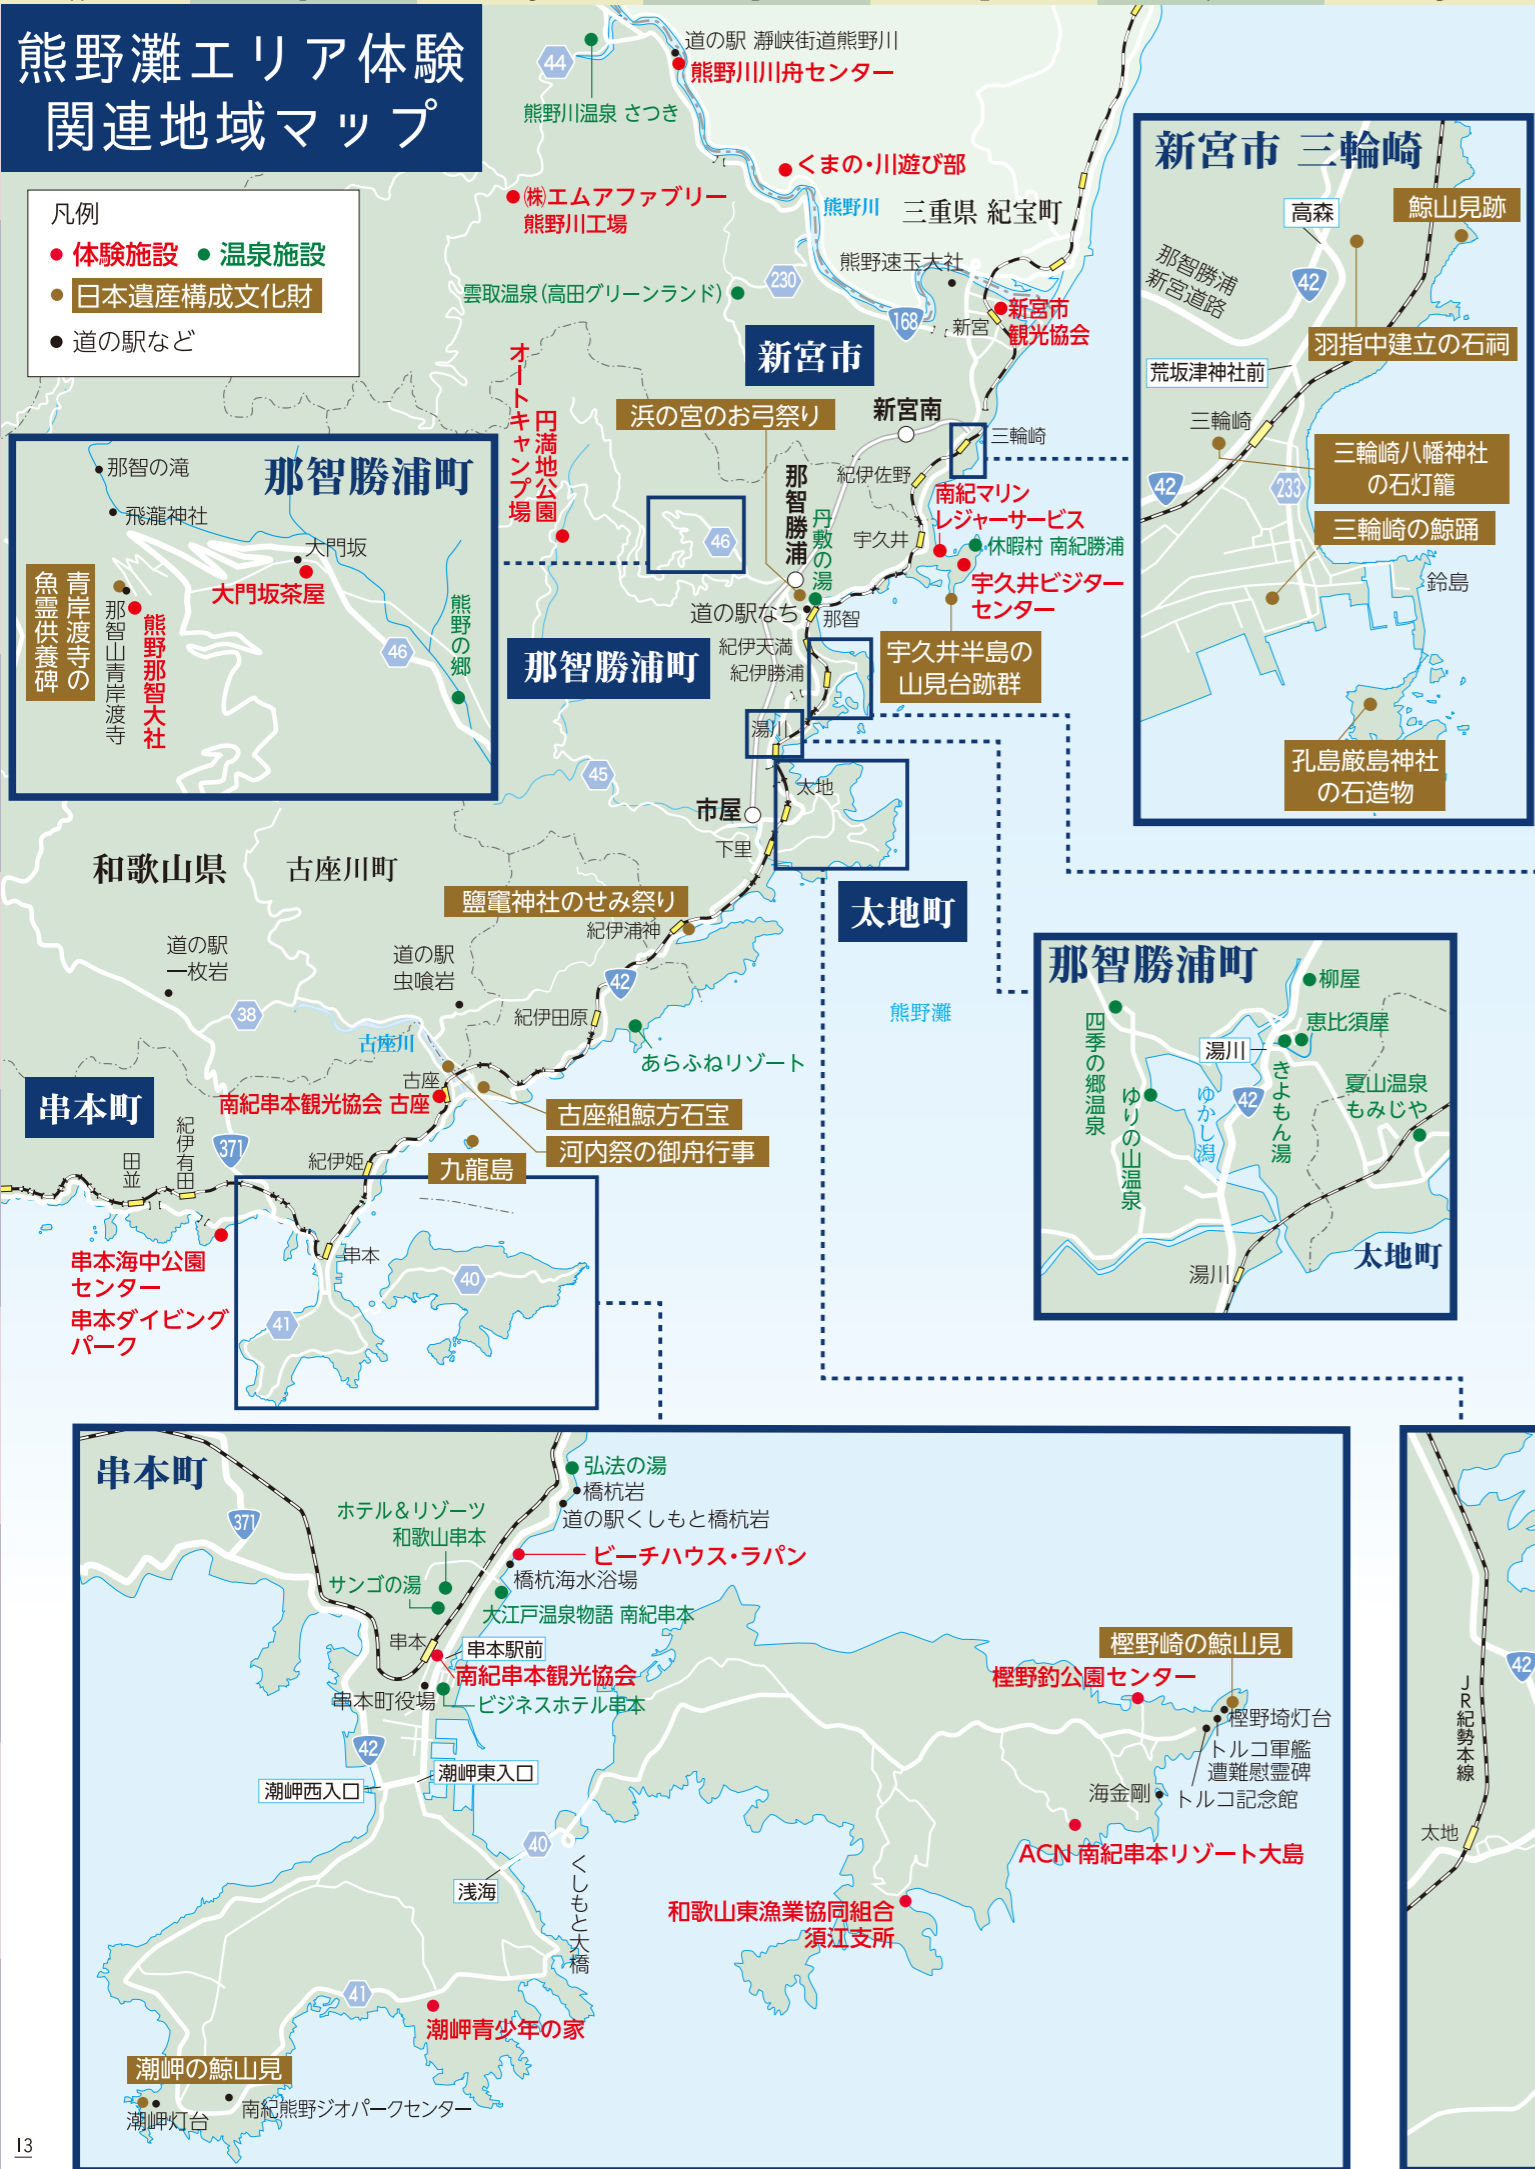 熊野灘エリア体験
関連地域マップ
凡例
体験施設
温泉施設
日本遺産構成文化財
道の駅など
44
道の駅 瀞峡街道熊野川
熊野川川舟センター
熊野川温泉 さつき
くまの・川遊び部
㈱エムアファブリー
熊野川工場
熊野川
三重県 紀宝町
熊野速玉大社
230
雲取温泉(高田グリーンランド)
168
新宮
新宮市
観光協会
新宮市
オートキャンプ場
円満地公園
浜の宮のお弓祭り
新宮南
三輪崎
紀伊佐野
那智勝浦
丹敷の湯
南紀マリン
レジャーサービス
宇久井
休暇村 南紀勝浦
46
宇久井ビジター
センター
道の駅なち
那智
紀伊天満
紀伊勝浦
宇久井半島の
山見台跡群
那智勝浦町
湯川
45
太地
市屋
下里
太地町
新宮市 三輪崎
高森
鯨山見跡
那智勝浦
新宮道路
42
羽指中建立の石祠
荒坂津神社前
三輪崎
三輪崎八幡神社
の石灯籠
42
233
三輪崎の鯨踊
鈴島
孔島厳島神社
の石造物
那智勝浦町
那智の滝
飛瀧神社
大門坂
大門坂茶屋
青岸渡寺の
魚霊供養碑
那智山青岸渡寺
熊野那智大社
46
熊野の郷
和歌山県
古座川町
鹽竈神社のせみ祭り
紀伊浦神
道の駅
一枚岩
道の駅
虫喰岩
42
38
紀伊田原
熊野灘
古座川
あらふねリゾート
古座
南紀串本観光協会 古座
古座組鯨方石宝
河内祭の御舟行事
九龍島
串本町
371
紀伊有田
田並
紀伊姫
串本
40
41
串本海中公園
センター
串本ダイビング
パーク
那智勝浦町
柳屋
四季の郷温泉
恵比須屋
湯川
ゆりの山温泉
ゆかし潟
42
きよもん湯
夏山温泉
もみじや
湯川
太地町
串本町
371
弘法の湯
橋杭岩
道の駅くしもと橋杭岩
ホテル＆リゾーツ
和歌山串本
ビーチハウス・ラパン
橋杭海水浴場
サンゴの湯
大江戸温泉物語 南紀串本
串本
串本駅前
南紀串本観光協会
串本町役場
ビジネスホテル串本
42
潮岬東入口
潮岬西入口
40
浅海
くしもと大橋
樫野崎の鯨山見
樫野釣公園センター
樫野埼灯台
トルコ軍艦
遭難慰霊碑
トルコ記念館
海金剛
ACN 南紀串本リゾート大島
和歌山東漁業協同組合
須江支所
41
潮岬青少年の家
潮岬の鯨山見
潮岬灯台
南紀熊野ジオパークセンター
42
JR紀勢本線
太地
13